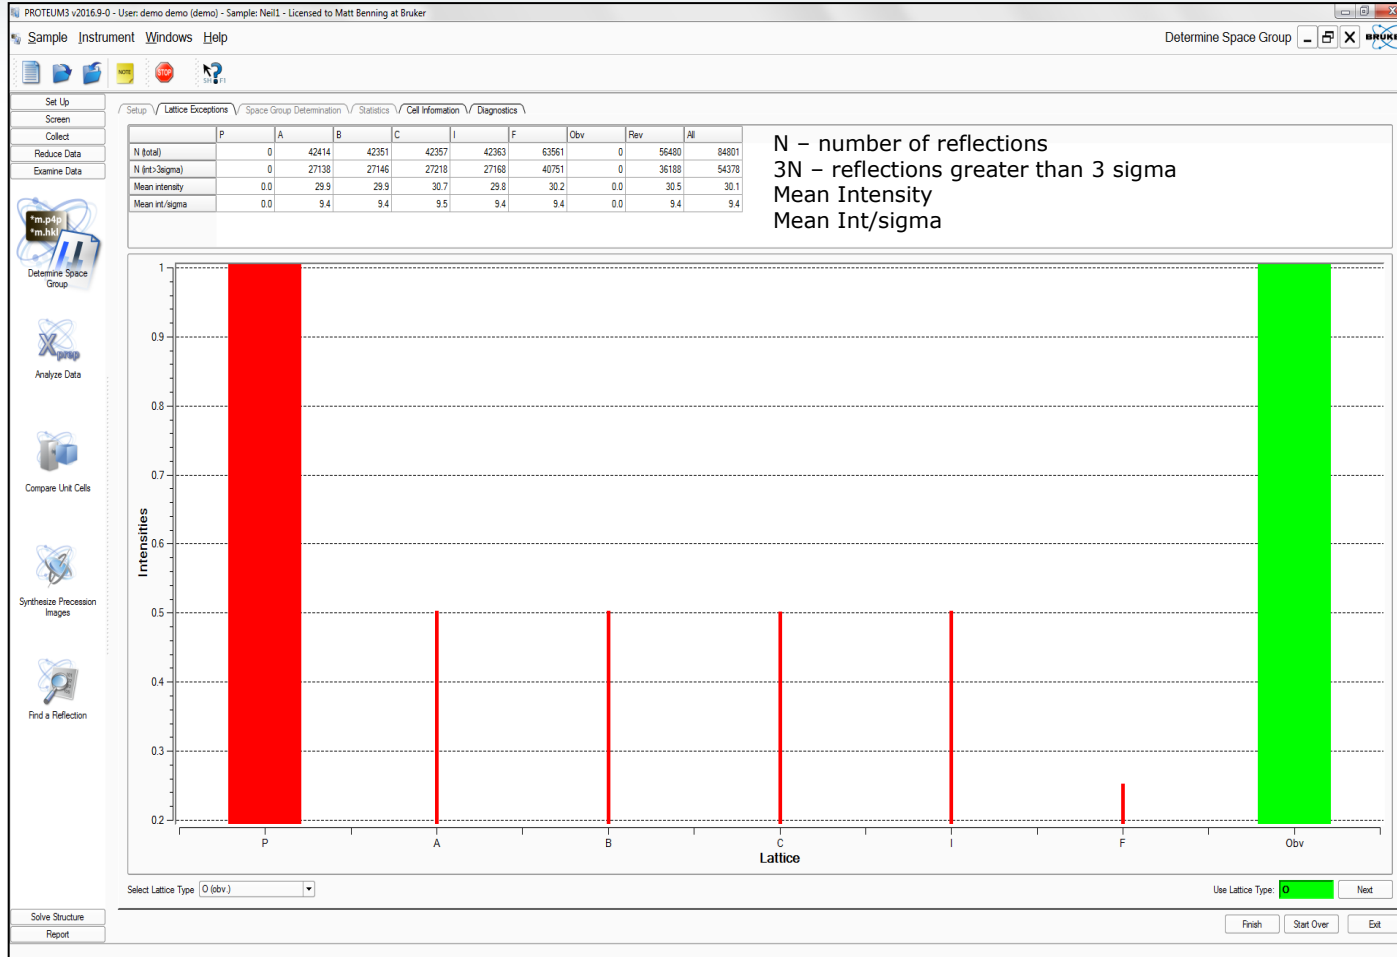 PROTEUM3 v2016.9-0 - User: demo demo (demo) - Sample: Neil1 - Licensed to Matt Benning at Bruker
Sample Instrument Windows Help
Determine Space Group
BRUKER
NOTE
STOP
SH F1
Set Up
Screen
Collect
Reduce Data
Examine Data
*m.p4p
*m.hkl
Determine Space
Group
Xprep
Analyze Data
Compare Unit Cells
Synthesize Precession
Images
Find a Reflection
Solve Structure
Report
Setup Lattice Exceptions Space Group Determination Statistics Cell Information Diagnostics
P A B C I F Obv Rev All
N (total) 0 42414 42351 42357 42363 63561 0 56480 84801
N (int>3sigma) 0 27138 27146 27218 27168 40751 0 36188 54378
Mean intensity 0.0 29.9 29.9 30.7 29.8 30.2 0.0 30.5 30.1
Mean int/sigma 0.0 9.4 9.4 9.5 9.4 9.4 0.0 9.4 9.4
N – number of reflections
3N – reflections greater than 3 sigma
Mean Intensity
Mean Int/sigma
Intensities
1
0.9
0.8
0.7
0.6
0.5
0.4
0.3
0.2
P A B C I F Obv
Lattice
Select Lattice Type O (obv.)
Use Lattice Type: O Next
Finish Start Over Exit